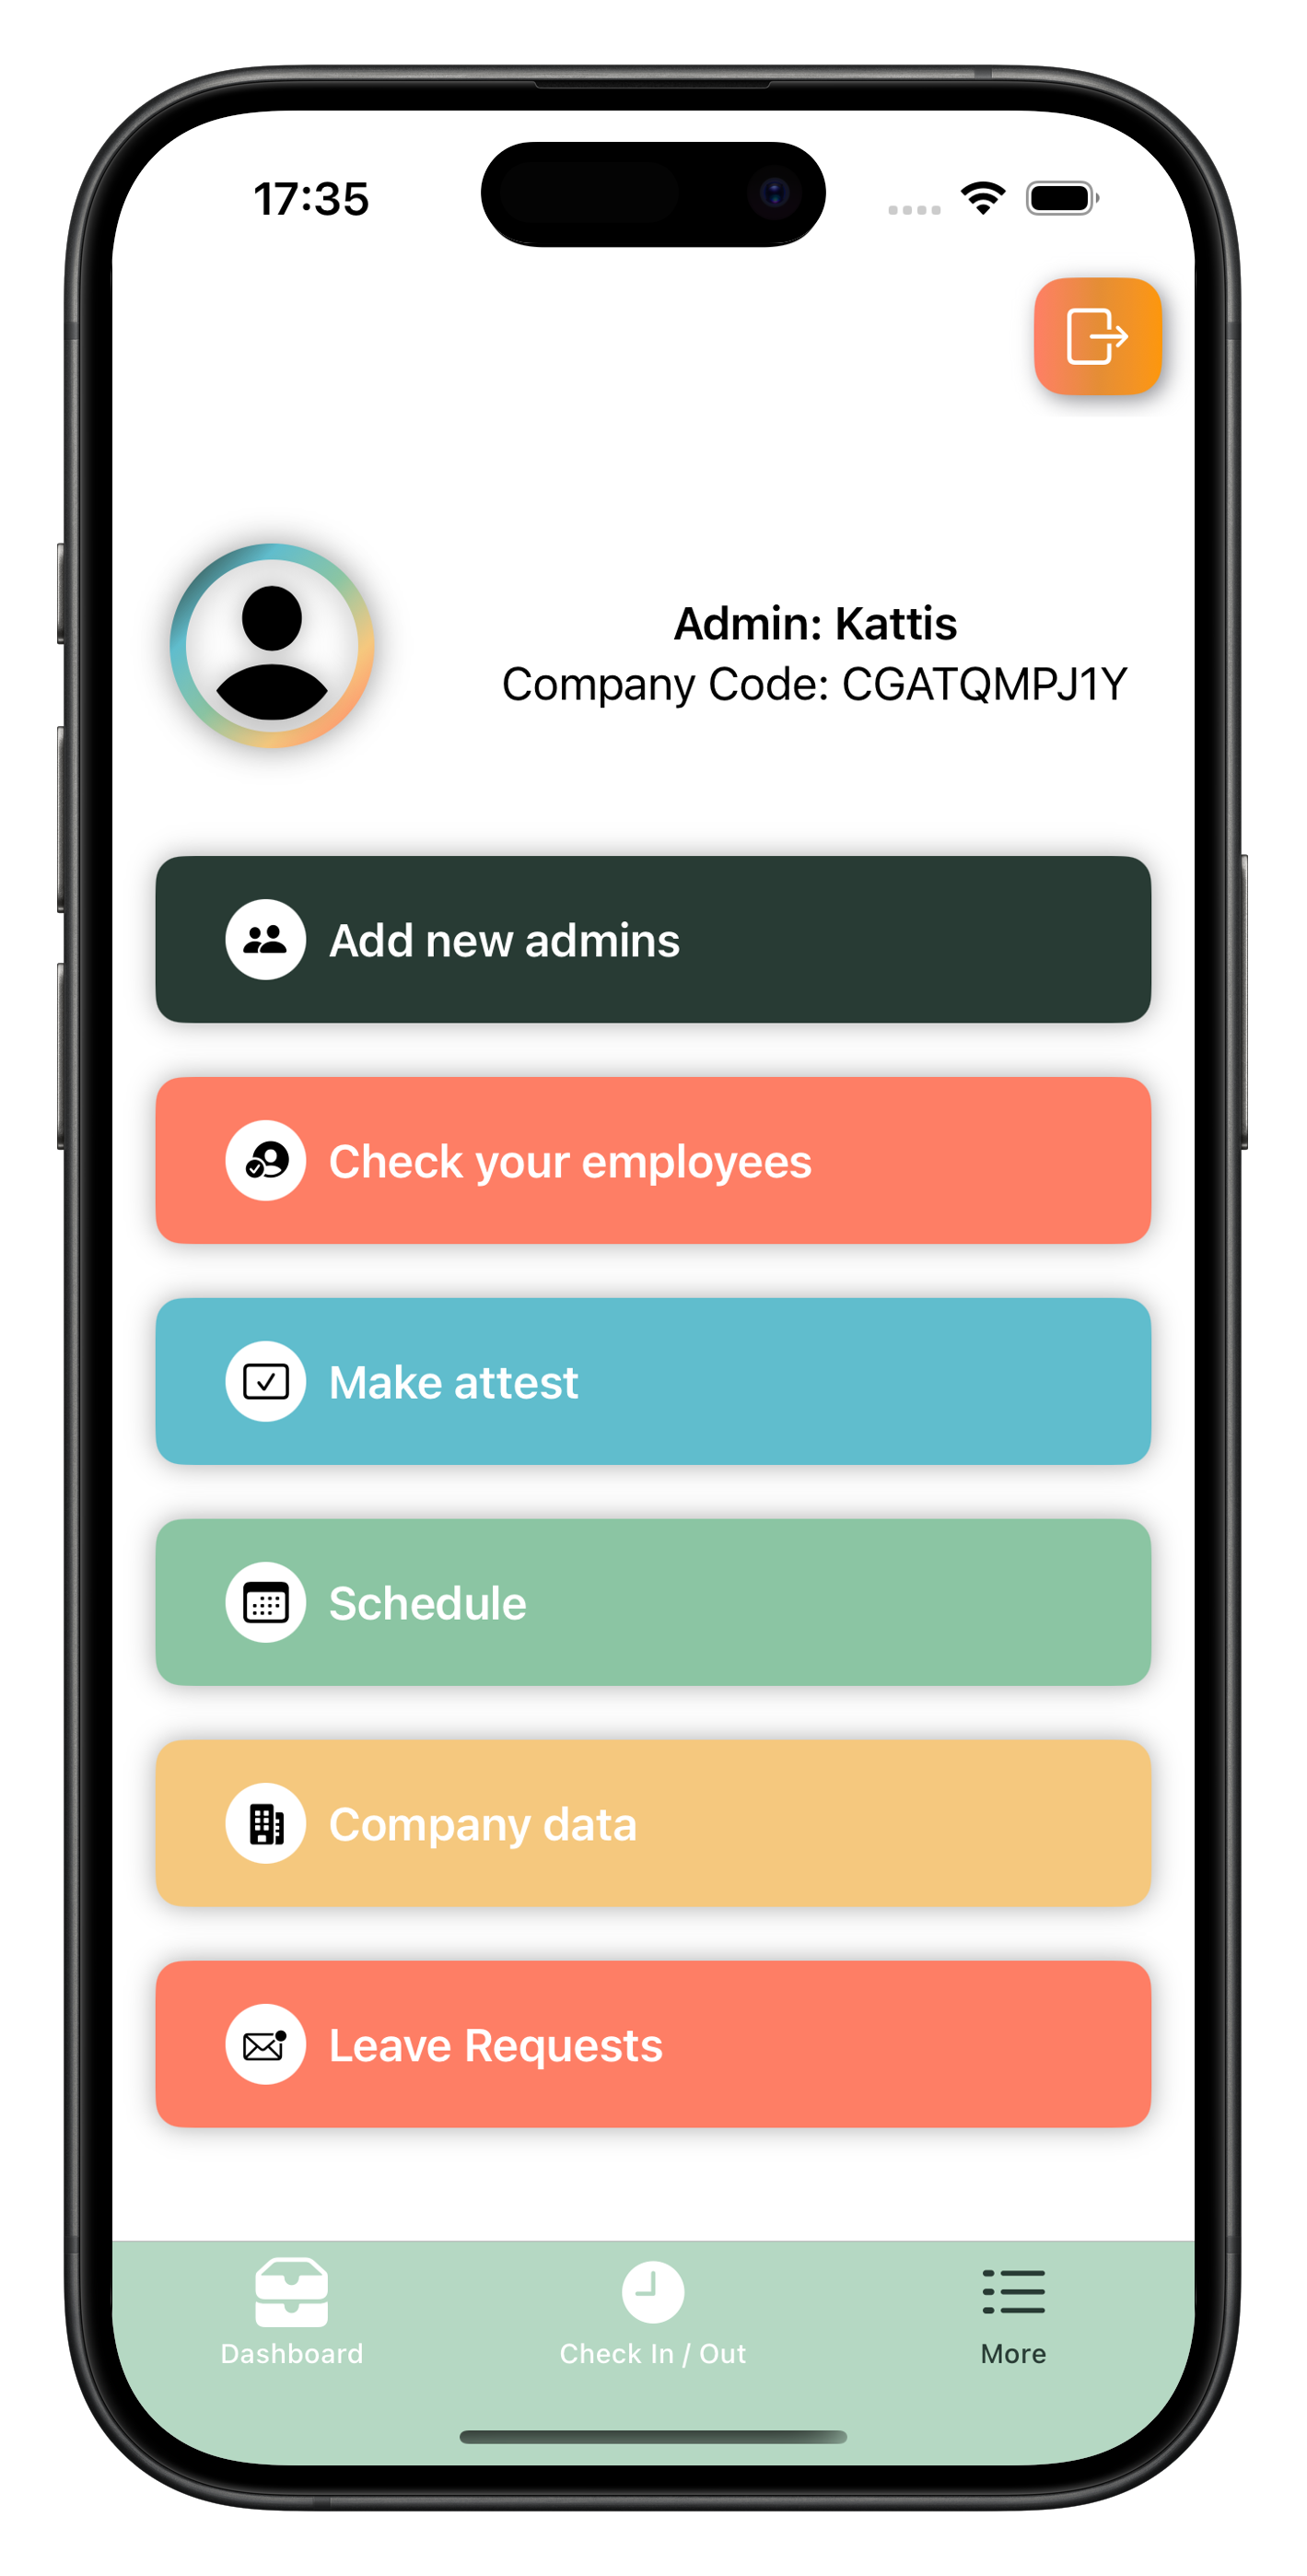 17:35
Admin: Kattis
Company Code: CGATQMPJ1Y
Add new admins
Check your employees
Make attest
Schedule
Company data
Leave Requests
Dashboard
Check In / Out
More